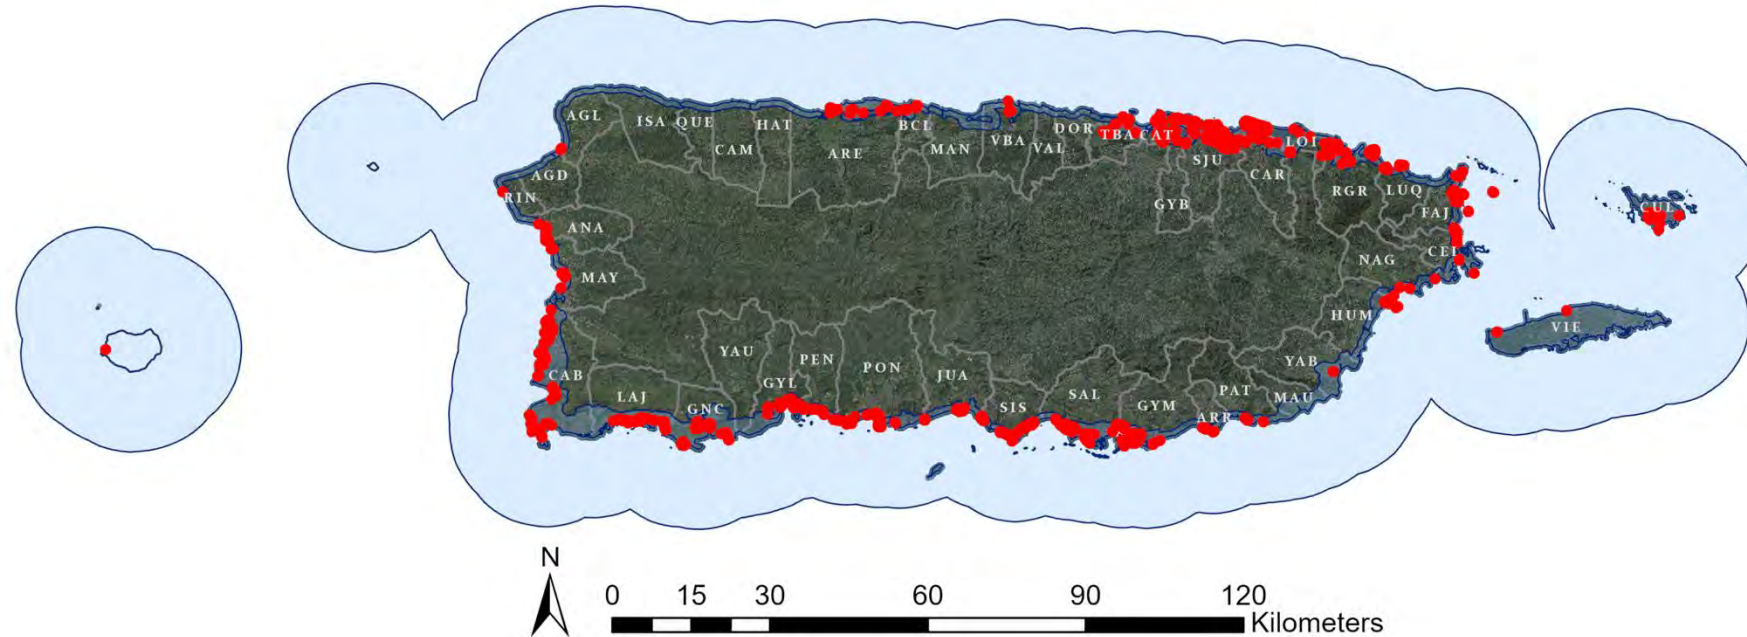 AGL
ISA
QUE
HAT
CAM
ARE
BCL
MAN
VBA
VAL
DOR
TBA
CAT
SJU
LOI
CAR
GYB
RGR
LUQ
FAJ
CEI
NAG
CUL
VIE
RIN
AGD
ANA
MAY
HUM
YAB
MAU
PAT
ARR
GYM
SAL
SIS
JUA
PON
PEN
GYL
YAU
GNC
LAJ
CAB
N
0 15 30 60 90 120
Kilometers